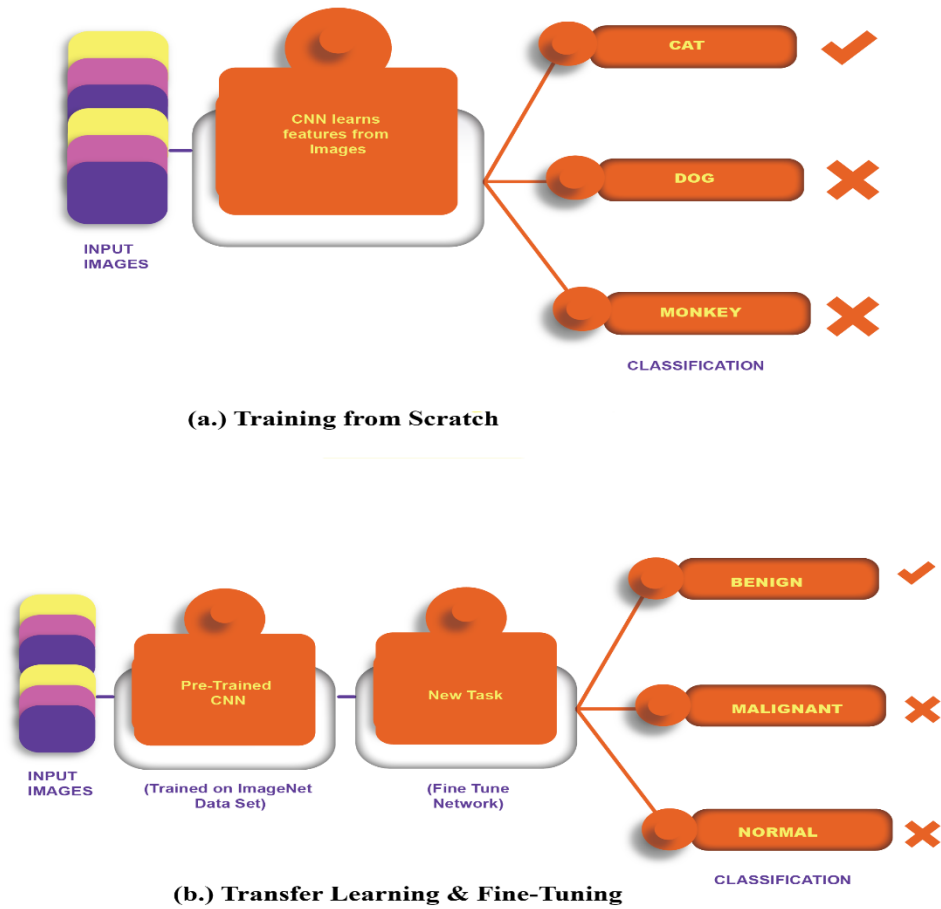 CAT
CNN learns
features from
Images
DOG
INPUT
IMAGES
MONKEY
CLASSIFICATION
(a.) Training from Scratch
BENIGN
Pre-Trained
CNN
New Task
MALIGNANT
INPUT
IMAGES
(Trained on ImageNet
Data Set)
(Fine Tune
Network)
NORMAL
CLASSIFICATION
(b.) Transfer Learning & Fine-Tuning